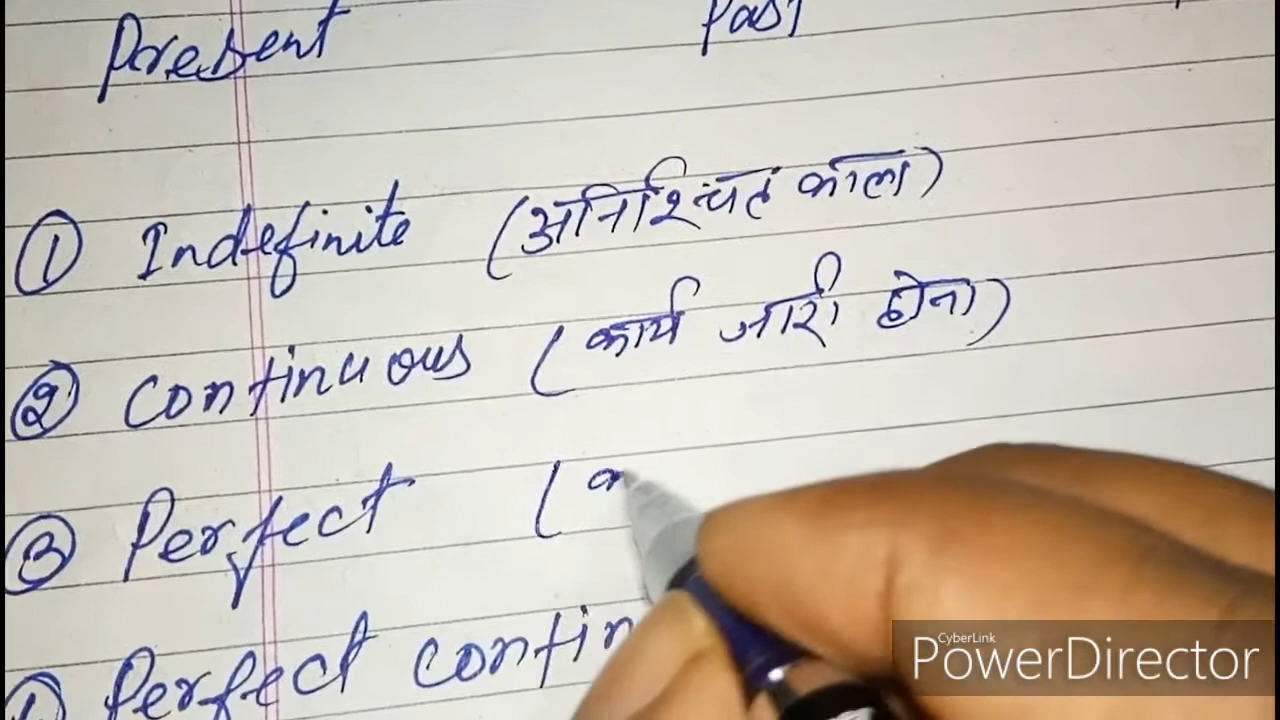 Present Past
① Indefinite (अनिश्चित काल)
② Continuous (कार्य जारी होना)
③ Perfect (
Perfect contin
CyberLink
PowerDirector